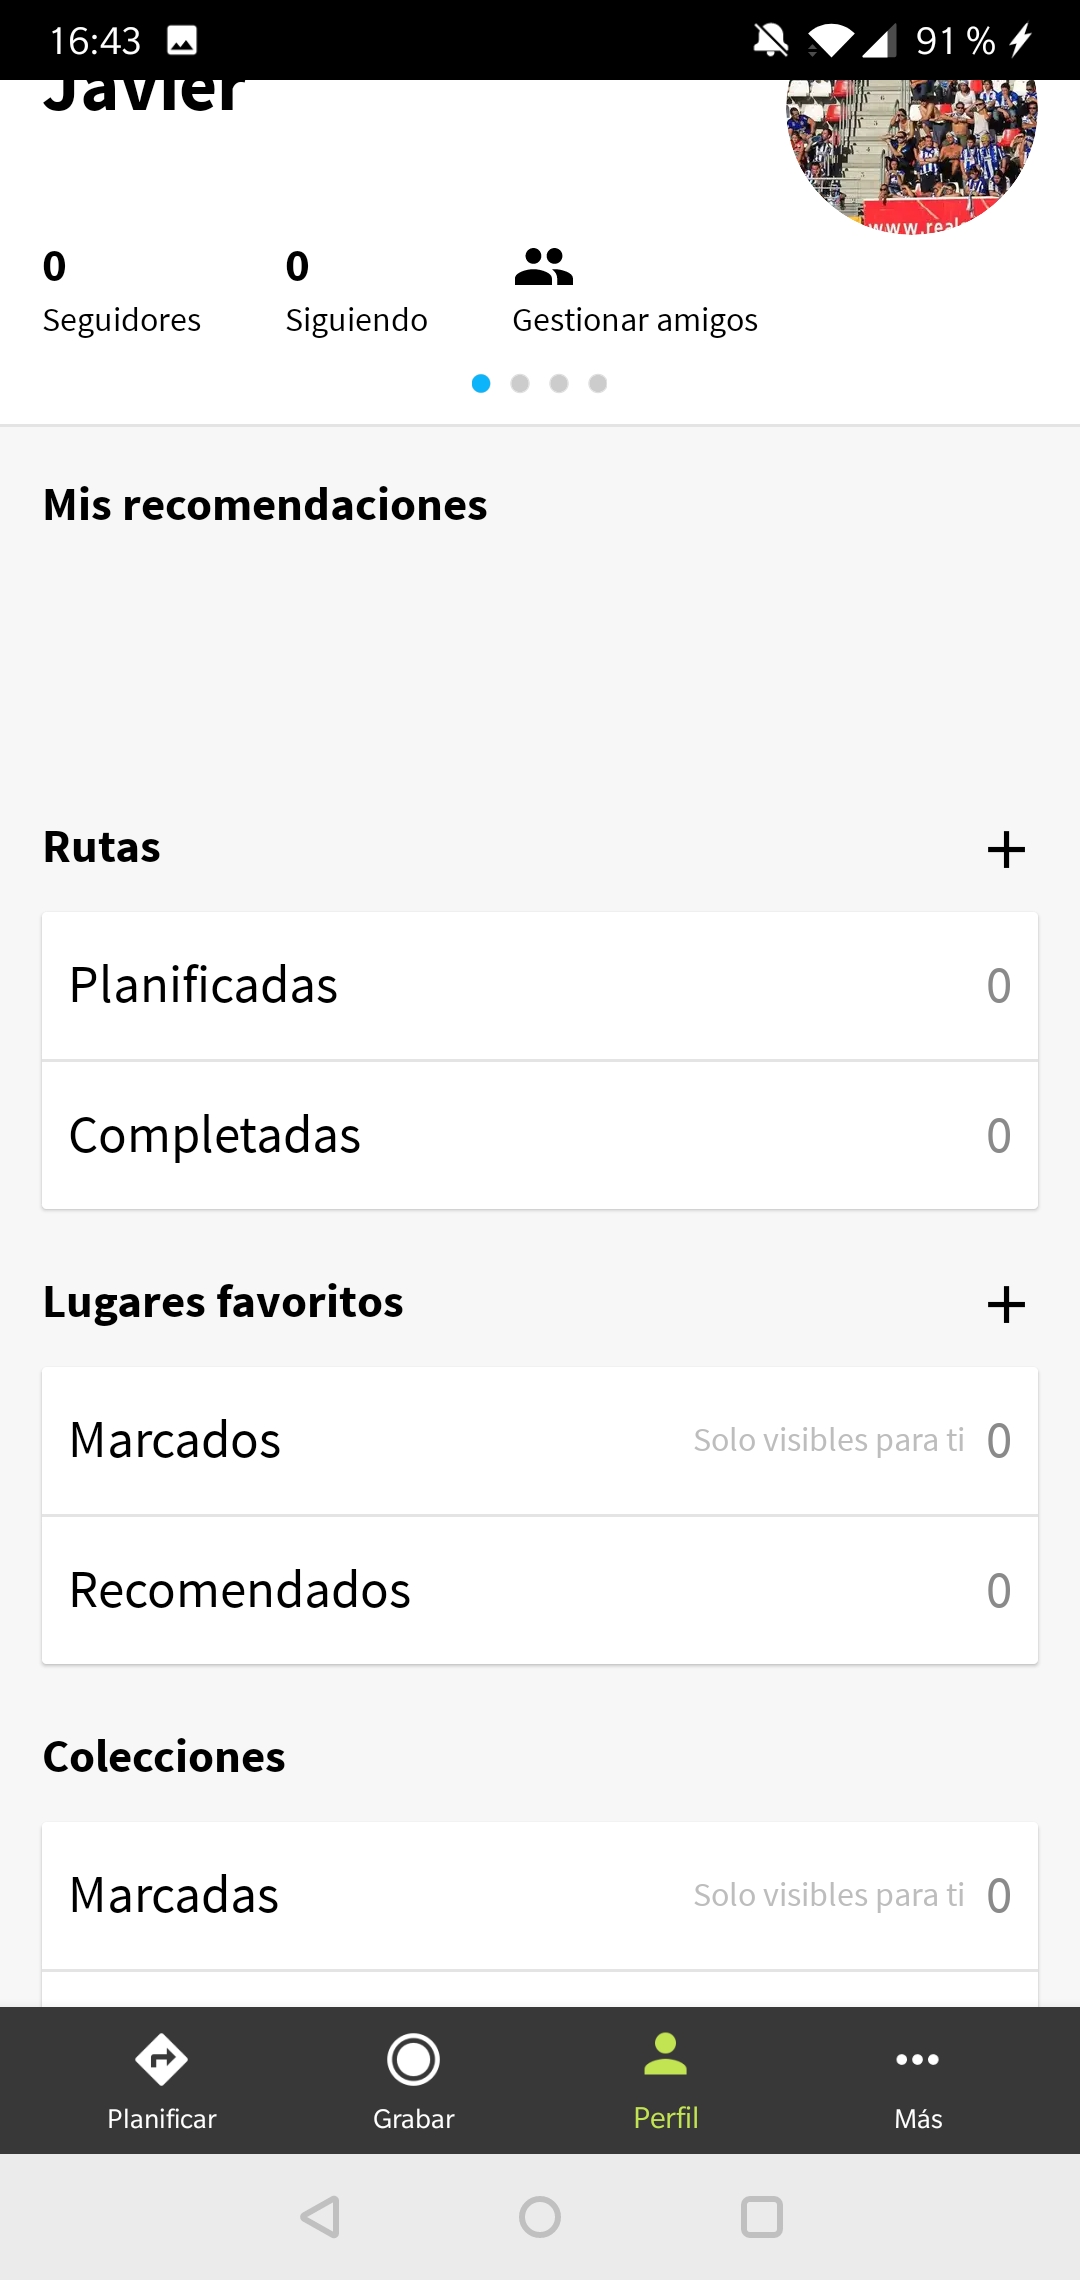 16:43
91 %
Javier
www.real
0
0
Seguidores
Siguiendo
Gestionar amigos
Mis recomendaciones
Rutas
Planificadas
0
Completadas
0
Lugares favoritos
Marcados
Solo visibles para ti
0
Recomendados
0
Colecciones
Marcadas
Solo visibles para ti
0
Planificar
Grabar
Perfil
Más